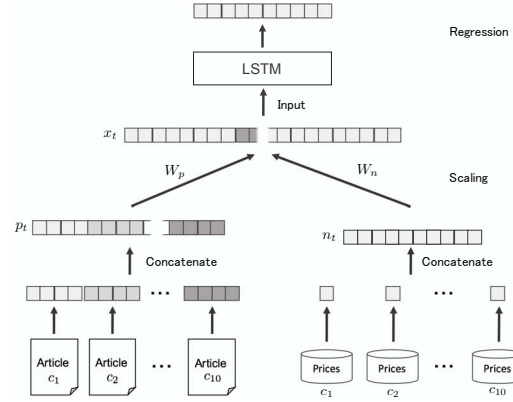 Regression
LSTM
Input
x_t
W_p
W_n
Scaling
p_t
n_t
Concatenate
Concatenate
...
...
Article
c_1
Article
c_2
...
Article
c_10
Prices
c_1
Prices
c_2
...
Prices
c_10